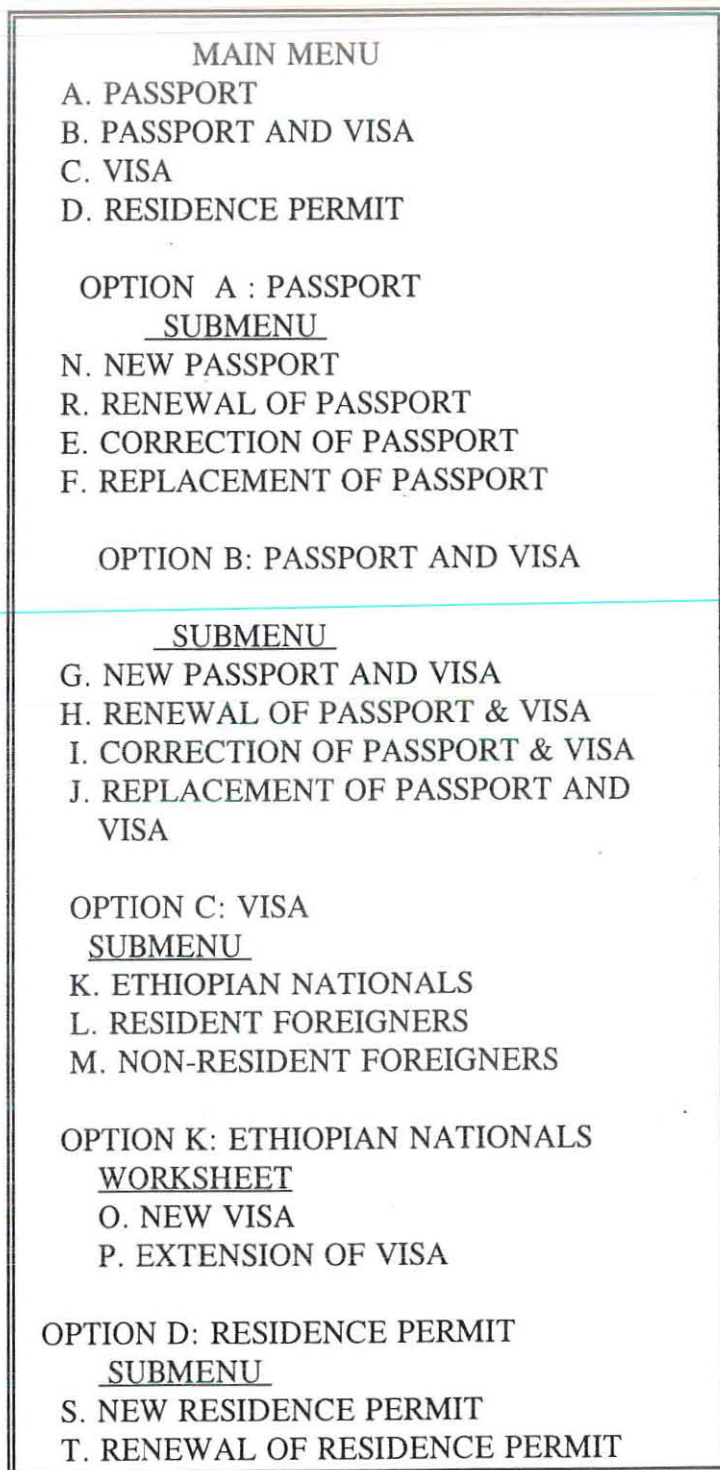 MAIN MENU
A. PASSPORT
B. PASSPORT AND VISA
C. VISA
D. RESIDENCE PERMIT
OPTION A : PASSPORT
SUBMENU
N. NEW PASSPORT
R. RENEWAL OF PASSPORT
E. CORRECTION OF PASSPORT
F. REPLACEMENT OF PASSPORT
OPTION B: PASSPORT AND VISA
SUBMENU
G. NEW PASSPORT AND VISA
H. RENEWAL OF PASSPORT & VISA
I. CORRECTION OF PASSPORT & VISA
J. REPLACEMENT OF PASSPORT AND
VISA
OPTION C: VISA
SUBMENU
K. ETHIOPIAN NATIONALS
L. RESIDENT FOREIGNERS
M. NON-RESIDENT FOREIGNERS
OPTION K: ETHIOPIAN NATIONALS
WORKSHEET
O. NEW VISA
P. EXTENSION OF VISA
OPTION D: RESIDENCE PERMIT
SUBMENU
S. NEW RESIDENCE PERMIT
T. RENEWAL OF RESIDENCE PERMIT